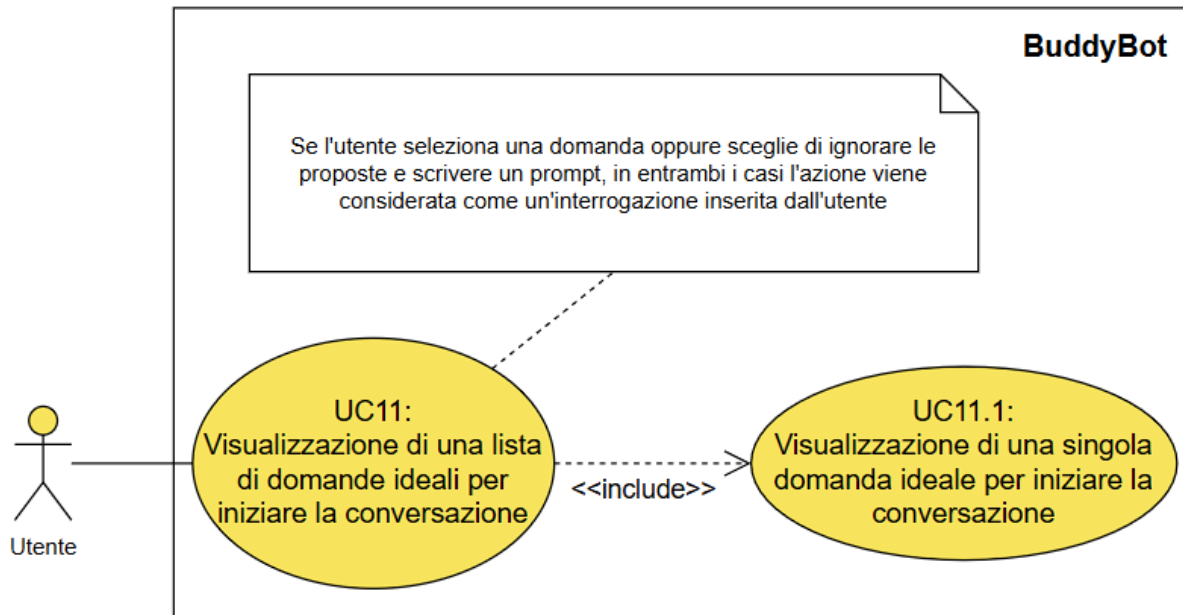 BuddyBot
Se l'utente seleziona una domanda oppure sceglie di ignorare le
proposte e scrivere un prompt, in entrambi i casi l'azione viene
considerata come un'interrogazione inserita dall'utente
UC11:
Visualizzazione di una lista
di domande ideali per
iniziare la conversazione
<<include>>
UC11.1:
Visualizzazione di una singola
domanda ideale per iniziare la
conversazione
Utente